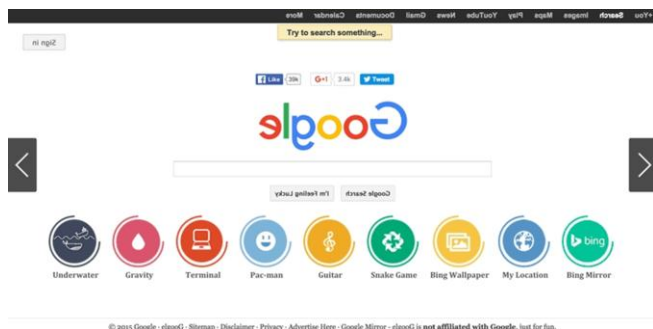 +You Search Images Maps Play YouTube News Gmail Documents Calendar More
Try to search something...
Sign in
Like 39k G+1 3.4k Tweet
Google
I'm Feeling Lucky Google Search
bing
Underwater Gravity Terminal Pac-man Guitar Snake Game Bing Wallpaper My Location Bing Mirror
© 2015 Google - elgooG - Sitemap - Disclaimer - Privacy - Advertise Here - Google Mirror - elgooG is not affiliated with Google, just for fun.